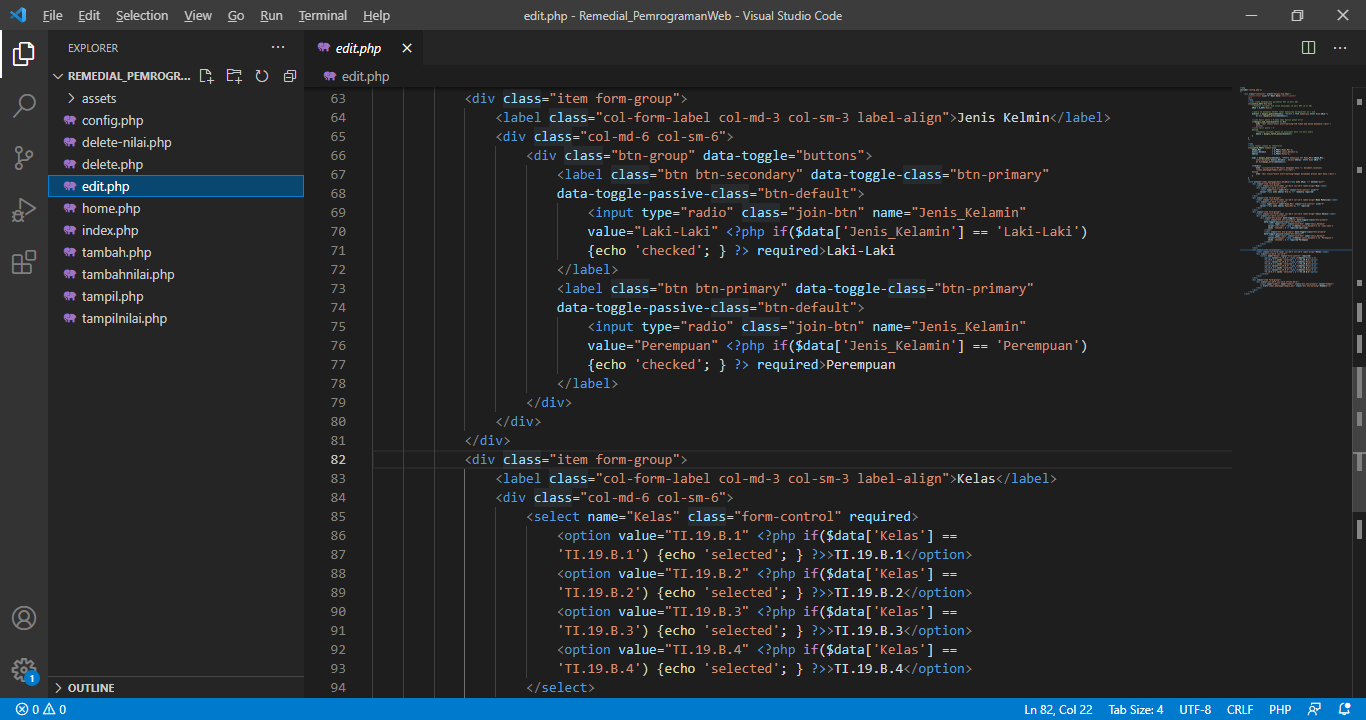 File Edit Selection View Go Run Terminal Help
edit.php - Remedial_PemrogramanWeb - Visual Studio Code
EXPLORER
REMEDIAL_PEMROGR...
assets
config.php
delete-nilai.php
delete.php
edit.php
home.php
index.php
tambah.php
tambahnilai.php
tampil.php
tampilnilai.php
OUTLINE
edit.php
edit.php
63 <div class="item form-group">
64 <label class="col-form-label col-md-3 col-sm-3 label-align">Jenis Kelmin</label>
65 <div class="col-md-6 col-sm-6">
66 <div class="btn-group" data-toggle="buttons">
67 <label class="btn btn-secondary" data-toggle-class="btn-primary"
68 data-toggle-passive-class="btn-default">
69 <input type="radio" class="join-btn" name="Jenis_Kelamin"
70 value="Laki-Laki" <?php if($data['Jenis_Kelamin'] == 'Laki-Laki')
71 {echo 'checked'; } ?> required>Laki-Laki
72 </label>
73 <label class="btn btn-primary" data-toggle-class="btn-primary"
74 data-toggle-passive-class="btn-default">
75 <input type="radio" class="join-btn" name="Jenis_Kelamin"
76 value="Perempuan" <?php if($data['Jenis_Kelamin'] == 'Perempuan')
77 {echo 'checked'; } ?> required>Perempuan
78 </label>
79 </div>
80 </div>
81 </div>
82 <div class="item form-group">
83 <label class="col-form-label col-md-3 col-sm-3 label-align">Kelas</label>
84 <div class="col-md-6 col-sm-6">
85 <select name="Kelas" class="form-control" required>
86 <option value="TI.19.B.1" <?php if($data['Kelas'] ==
87 'TI.19.B.1') {echo 'selected'; } ?>>TI.19.B.1</option>
88 <option value="TI.19.B.2" <?php if($data['Kelas'] ==
89 'TI.19.B.2') {echo 'selected'; } ?>>TI.19.B.2</option>
90 <option value="TI.19.B.3" <?php if($data['Kelas'] ==
91 'TI.19.B.3') {echo 'selected'; } ?>>TI.19.B.3</option>
92 <option value="TI.19.B.4" <?php if($data['Kelas'] ==
93 'TI.19.B.4') {echo 'selected'; } ?>>TI.19.B.4</option>
94 </select>
1
0 0
Ln 82, Col 22 Tab Size: 4 UTF-8 CRLF PHP